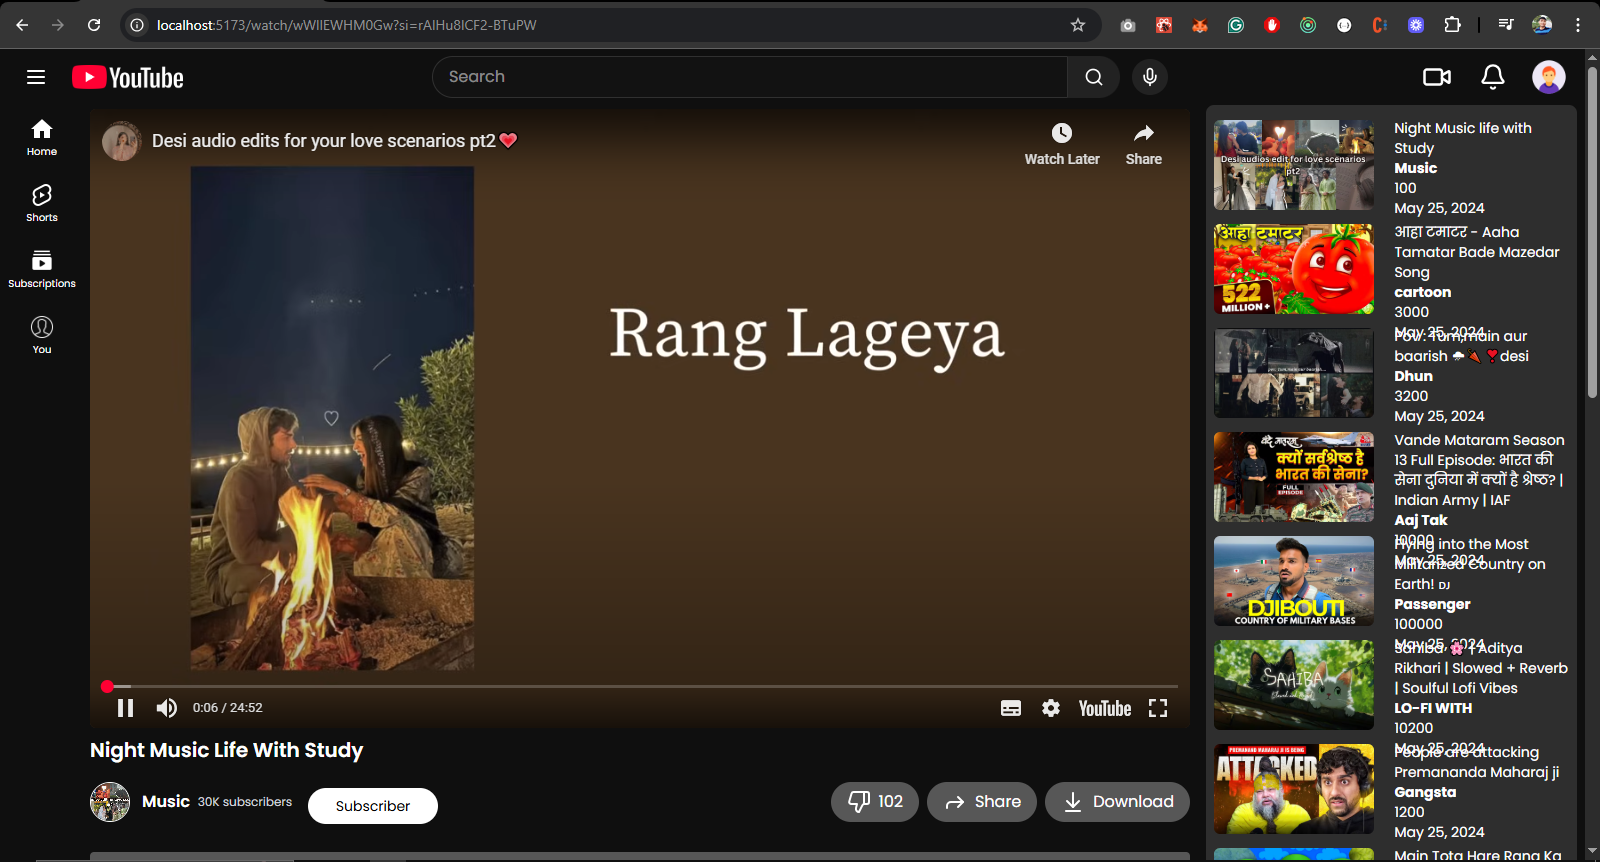 localhost:5173/watch/wWIIEWHM0Gw?si=rAIHu8ICF2-BTuPW
YouTube
Search
Home
Shorts
Subscriptions
You
Desi audio edits for your love scenarios pt2❤️
Watch Later
Share
Rang Lageya
0:06 / 24:52
YouTube
Night Music Life With Study
Music 30K subscribers
Subscriber
102
Share
Download
Desi audios edit for love scenarios
pt2
Night Music life with
Study
Music
100
May 25, 2024
आहा टमाटर
522
MILLION+
आहा टमाटर - Aaha
Tamatar Bade Mazedar
Song
cartoon
3000
May 25, 2024
Pov: Tum,main aur
baarish 🌧️🥕❣️desi
Dhun
3200
May 25, 2024
वंदे मातरम्
क्यों सर्वश्रेष्ठ है
भारत की सेना?
FULL
EPISODE
Vande Mataram Season
13 Full Episode: भारत की
सेना दुनिया में क्यों है श्रेष्ठ? |
Indian Army | IAF
Aaj Tak
10000
May 25, 2024
DJIBOUTI
COUNTRY OF MILITARY BASES
Flying into the Most
Militarized Country on
Earth! 🇩🇯
Passenger
100000
May 25, 2024
SAHIBA
Sahiba 🌸 | Aditya
Rikhari | Slowed + Reverb
| Soulful Lofi Vibes
LO-FI WITH
10200
May 25, 2024
PREMANAND MAHARAJ JI IS BEING
ATTACKED
People are attacking
Premananda Maharaj ji
Gangsta
1200
May 25, 2024
Main Tota Hare Rang Ka